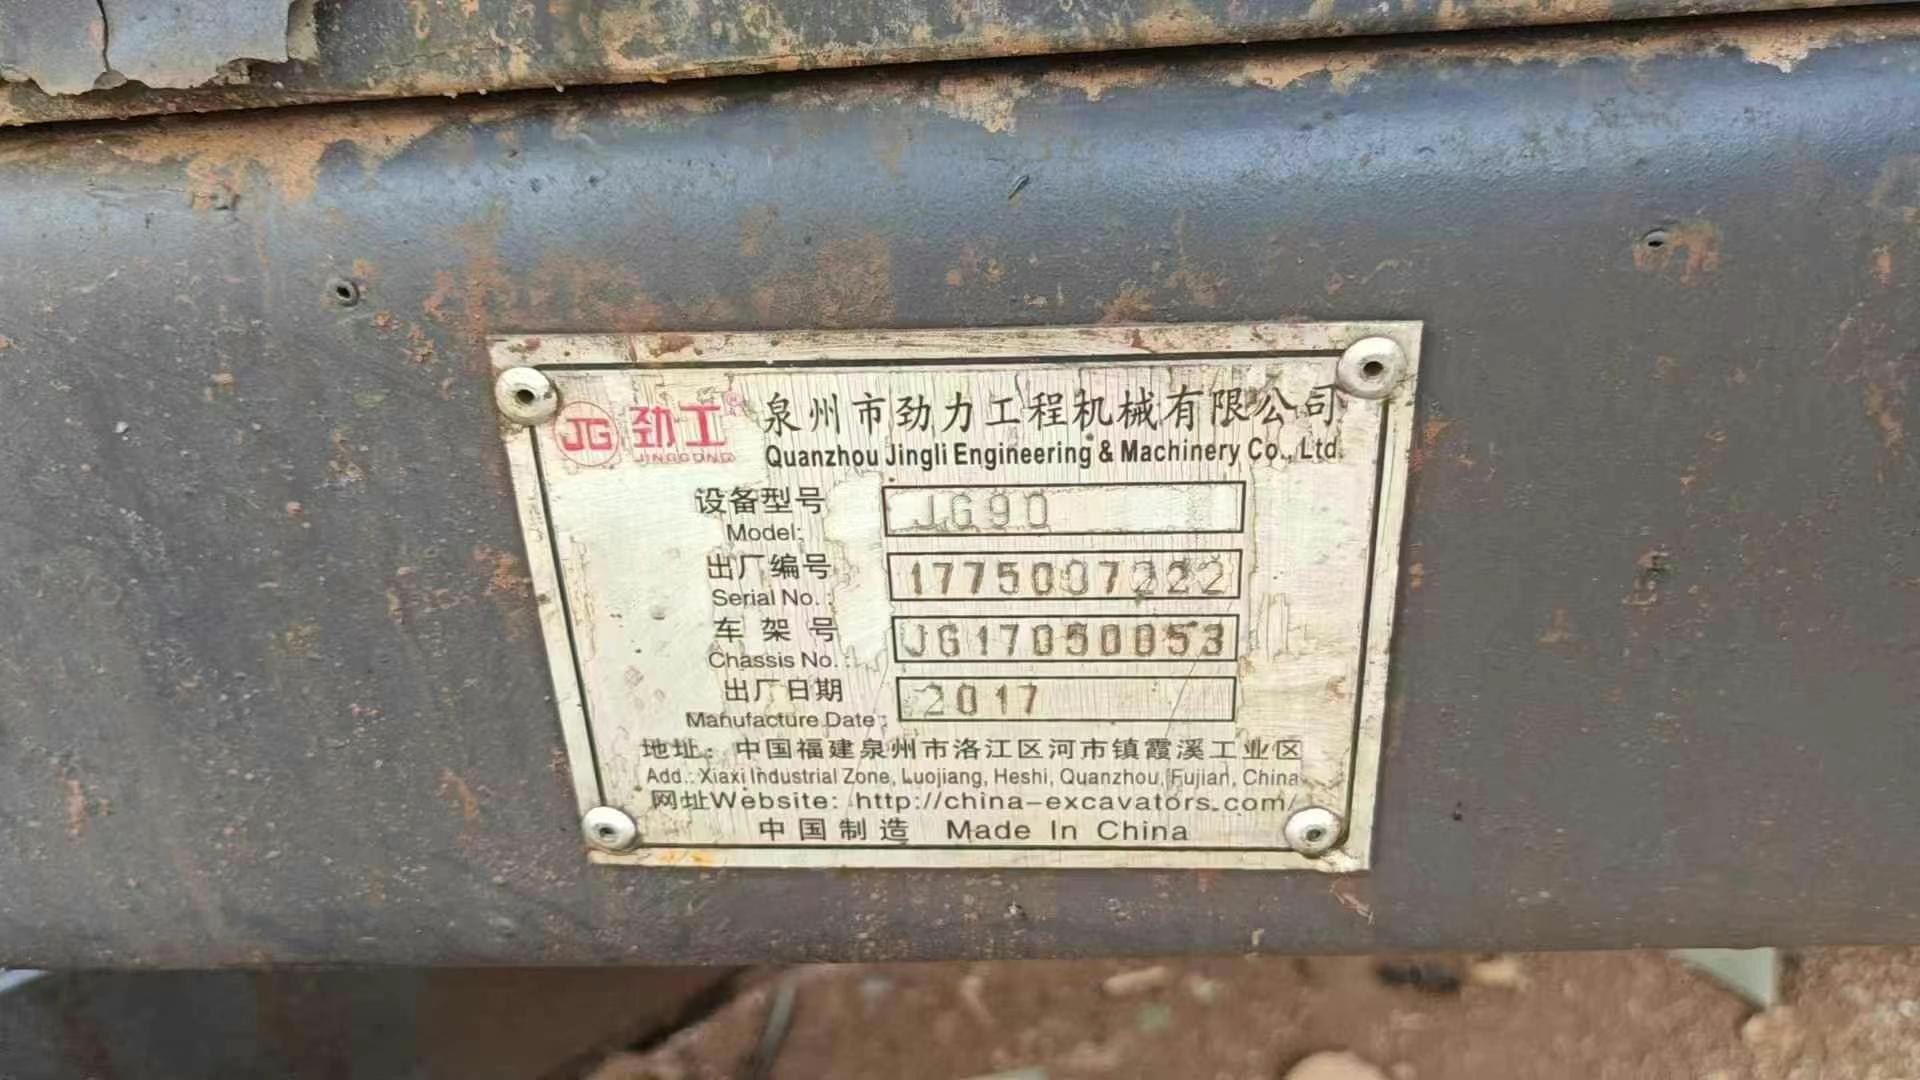 JG 劲工 JINGGONG
泉州市劲力工程机械有限公司
Quanzhou Jingli Engineering & Machinery Co., Ltd.
设备型号 JG90
Model:
出厂编号 1775007222
Serial No.:
车架号 JG17050053
Chassis No.:
出厂日期 2017
Manufacture Date:
地址：中国福建泉州市洛江区河市镇霞溪工业区
Add.: Xiaxi Industrial Zone, Luojiang, Heshi, Quanzhou, Fujian, China
网址Website: http://china-excavators.com/
中国制造 Made In China